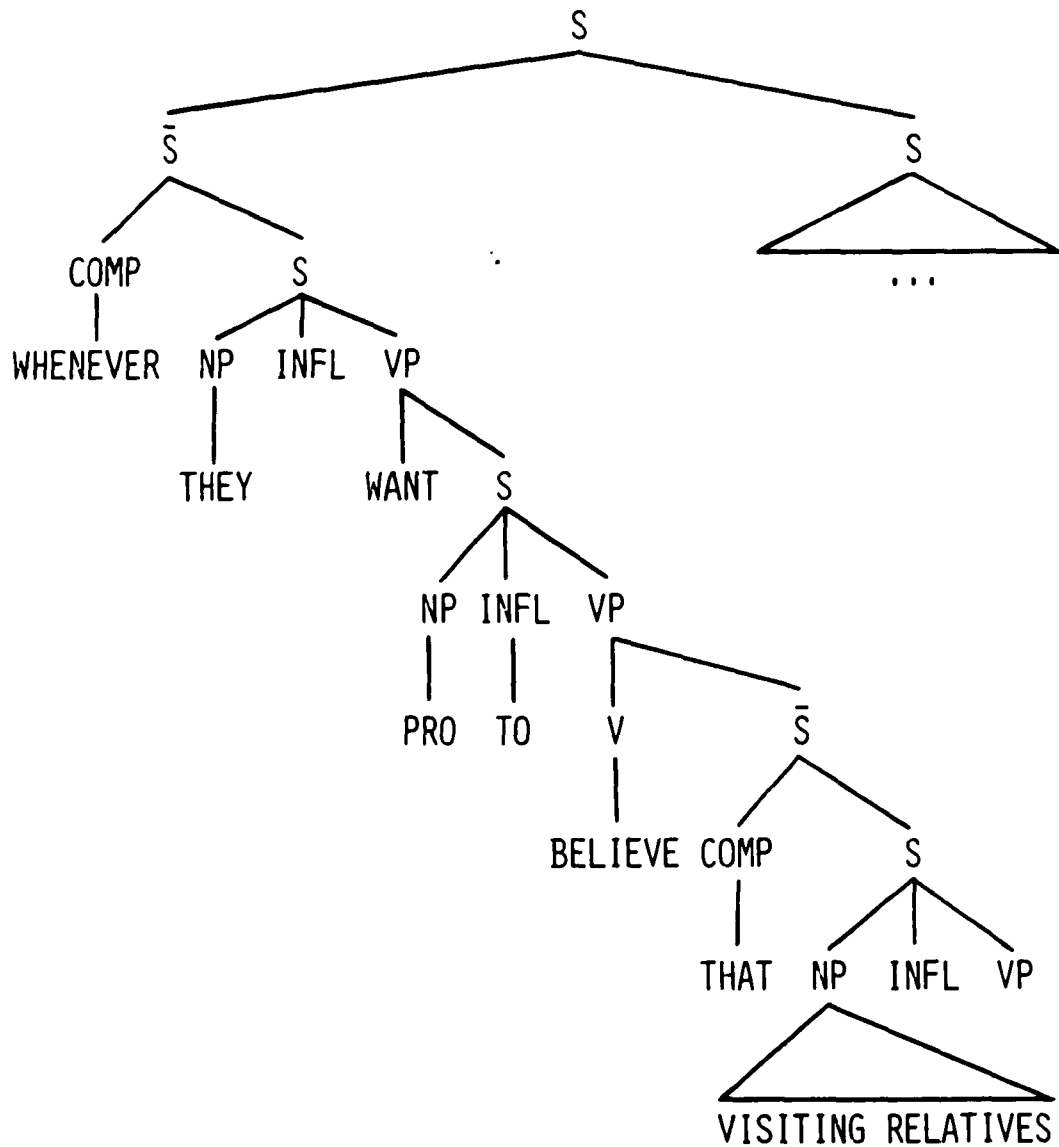 S
S̄ S
COMP S ...
WHENEVER NP INFL VP
THEY WANT S
NP INFL VP
PRO TO V S̄
BELIEVE COMP S
THAT NP INFL VP
VISITING RELATIVES